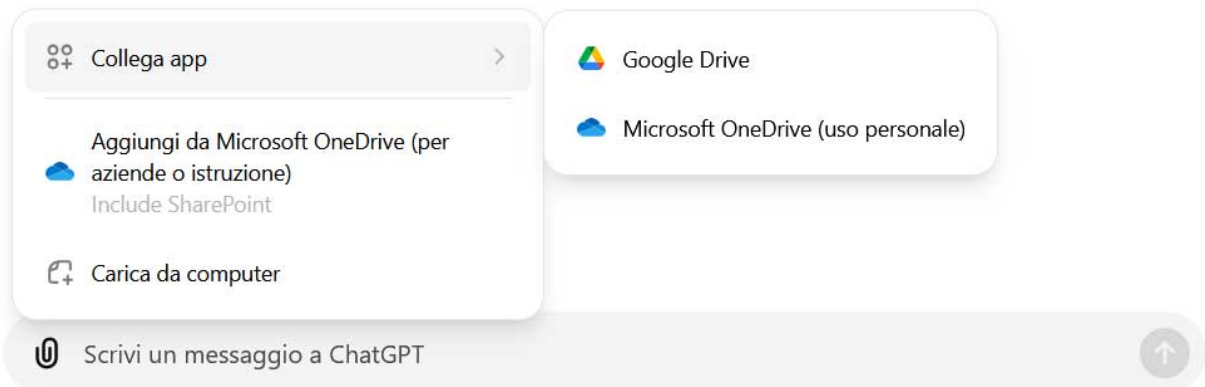 Collega app
Google Drive
Microsoft OneDrive (uso personale)
Aggiungi da Microsoft OneDrive (per
aziende o istruzione)
Include SharePoint
Carica da computer
Scrivi un messaggio a ChatGPT